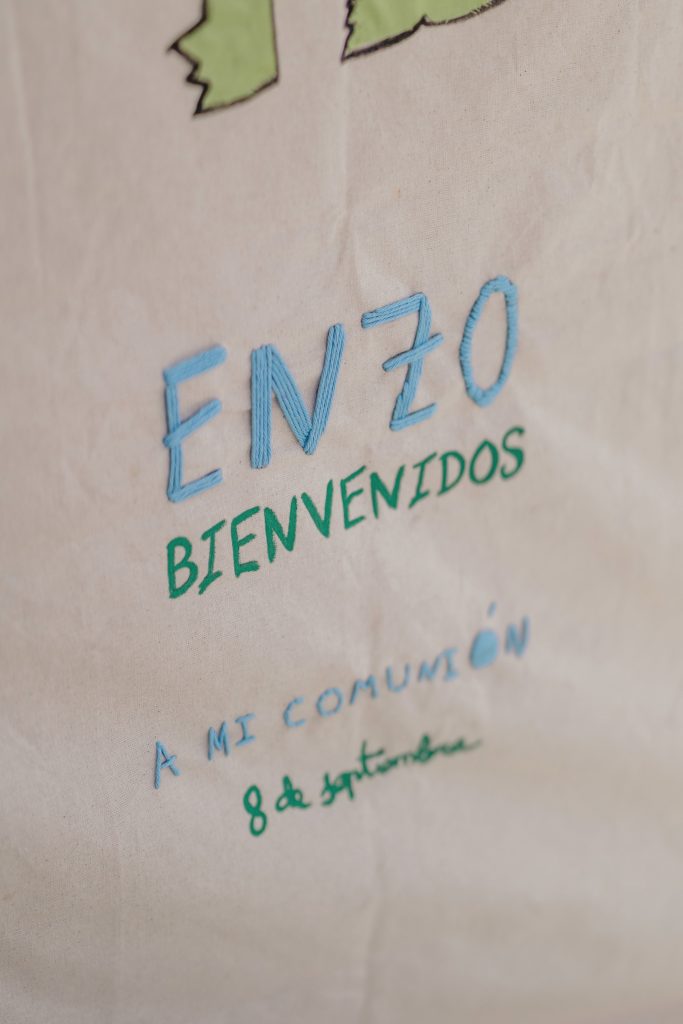 ENZO
BIENVENIDOS
A MI COMUNIÓN
8 de septiembre